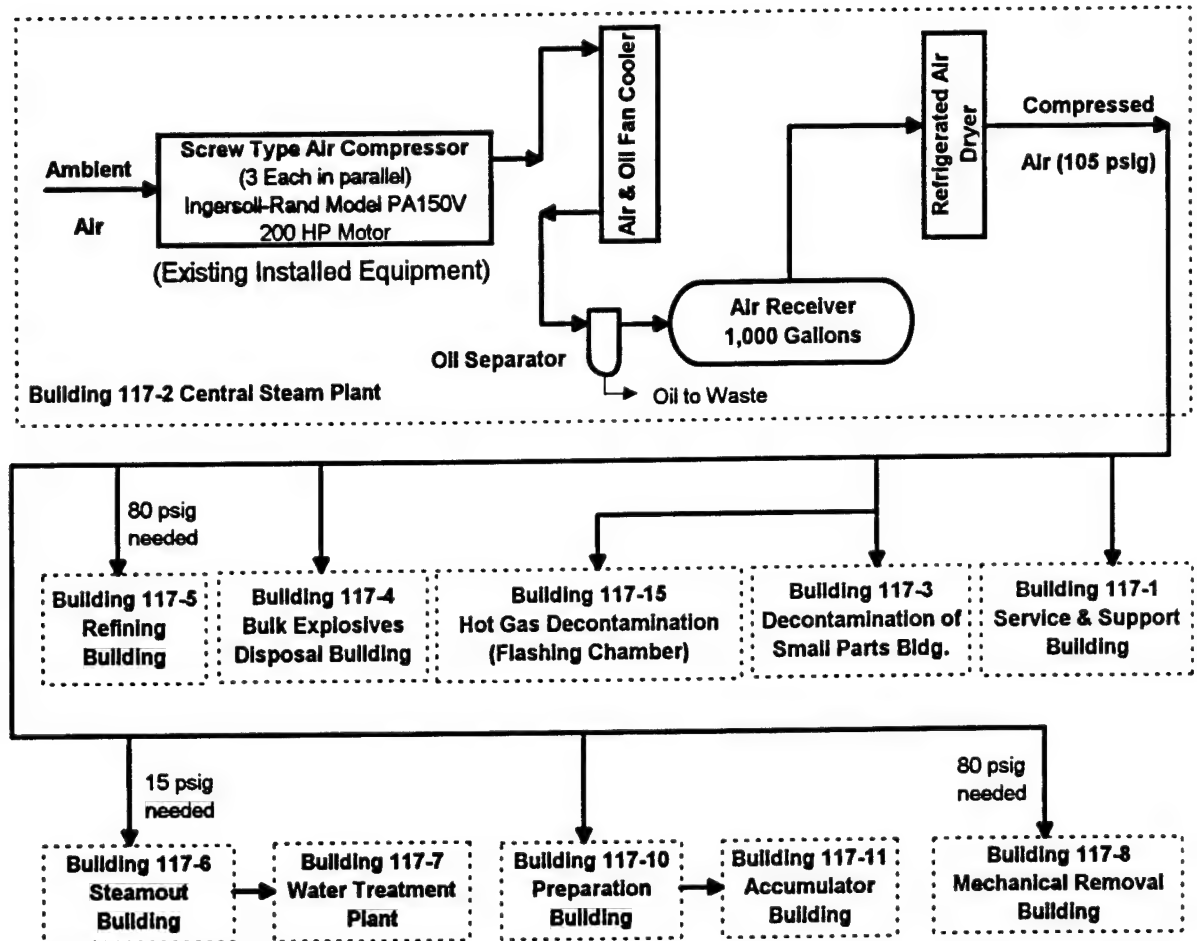 Screw Type Air Compressor
(3 Each in parallel)
Ingersoll-Rand Model PA150V
200 HP Motor
(Existing Installed Equipment)
Ambient
Air
Air & Oil Fan Cooler
Refrigerated Air
Dryer
Compressed
Air (105 psig)
Air Receiver
1,000 Gallons
Oil Separator
Oil to Waste
Building 117-2 Central Steam Plant
80 psig
needed
Building 117-5
Refining
Building
Building 117-4
Bulk Explosives
Disposal Building
Building 117-15
Hot Gas Decontamination
(Flashing Chamber)
Building 117-3
Decontamination of
Small Parts Bldg.
Building 117-1
Service & Support
Building
15 psig
needed
80 psig
needed
Building 117-6
Steamout
Building
Building 117-7
Water Treatment
Plant
Building 117-10
Preparation
Building
Building 117-11
Accumulator
Building
Building 117-8
Mechanical Removal
Building